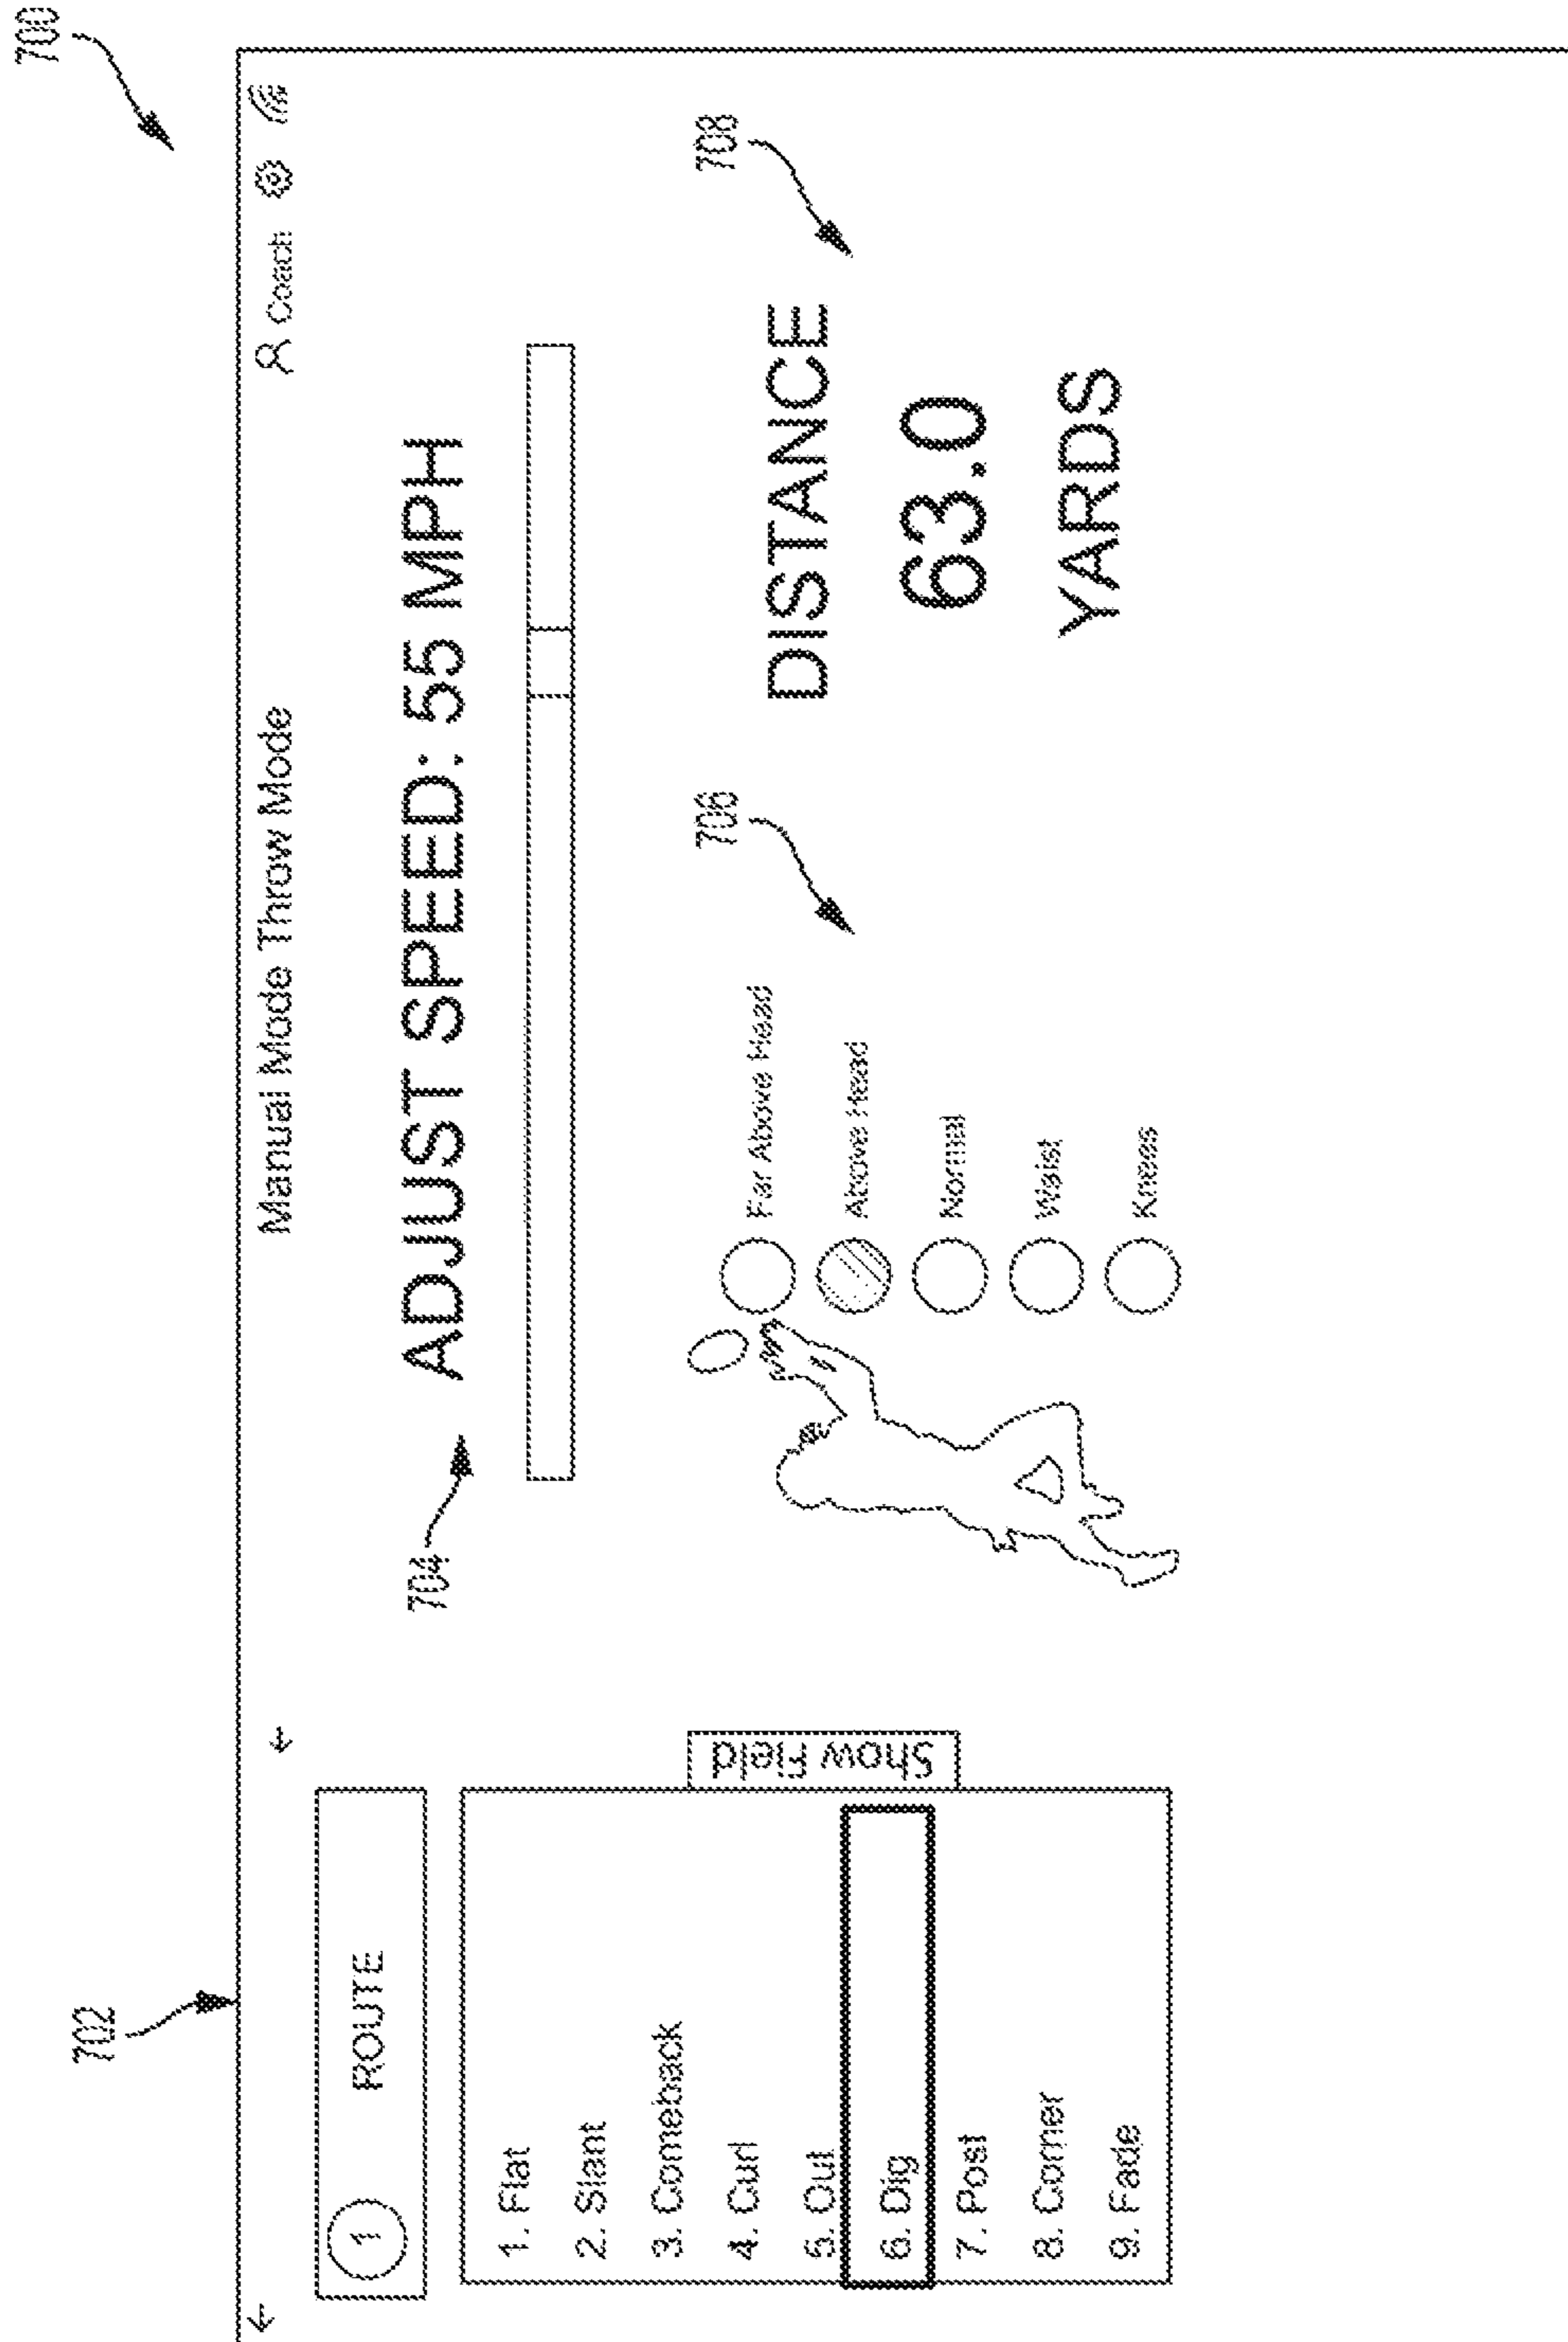 700
702
Manual Mode Throw Mode
Coach
1 ROUTE
704
ADJUST SPEED: 55 MPH
1. Flat
2. Slant
3. Comeback
4. Curl
5. Out
6. Dig
7. Post
8. Corner
9. Fade
Show Field
706
Far Above Head
Above Head
Normal
Waist
Knees
708
DISTANCE
63.0
YARDS